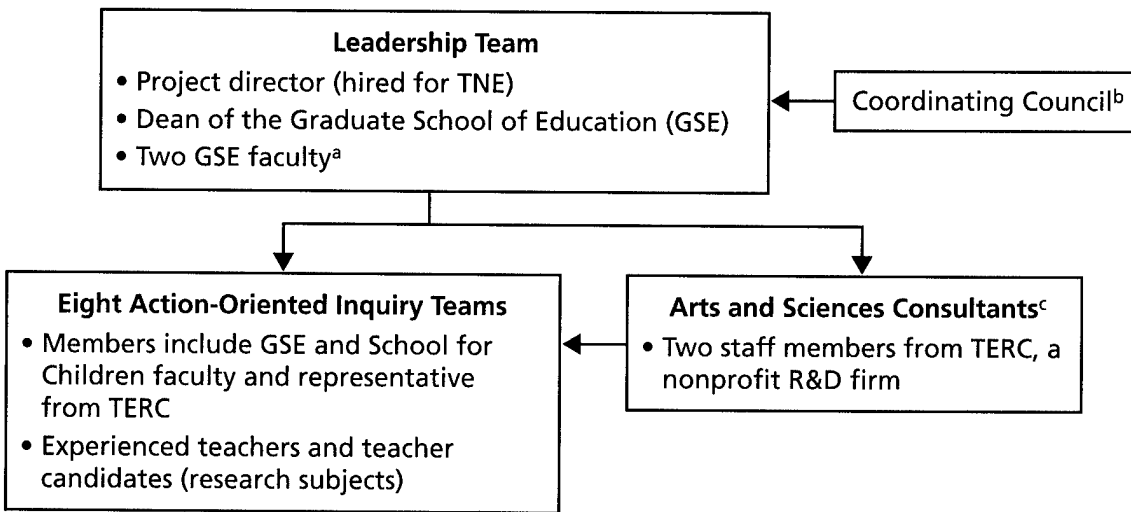 Leadership Team
• Project director (hired for TNE)
• Dean of the Graduate School of Education (GSE)
• Two GSE facultyᵃ
Coordinating Councilᵇ
Eight Action-Oriented Inquiry Teams
• Members include GSE and School for
Children faculty and representative
from TERC
• Experienced teachers and teacher
candidates (research subjects)
Arts and Sciences Consultantsᶜ
• Two staff members from TERC, a
nonprofit R&D firm